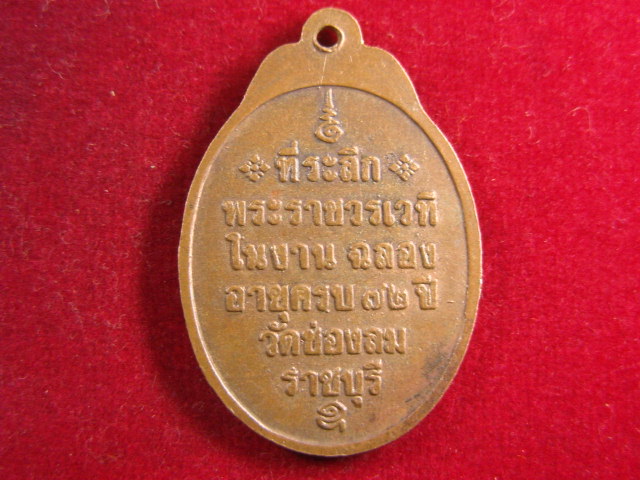 ที่ระลึก
พระราชวรเวที
ในงาน ฉลอง
อายุครบ ๗๒ ปี
วัดช่องลม
ราชบุรี